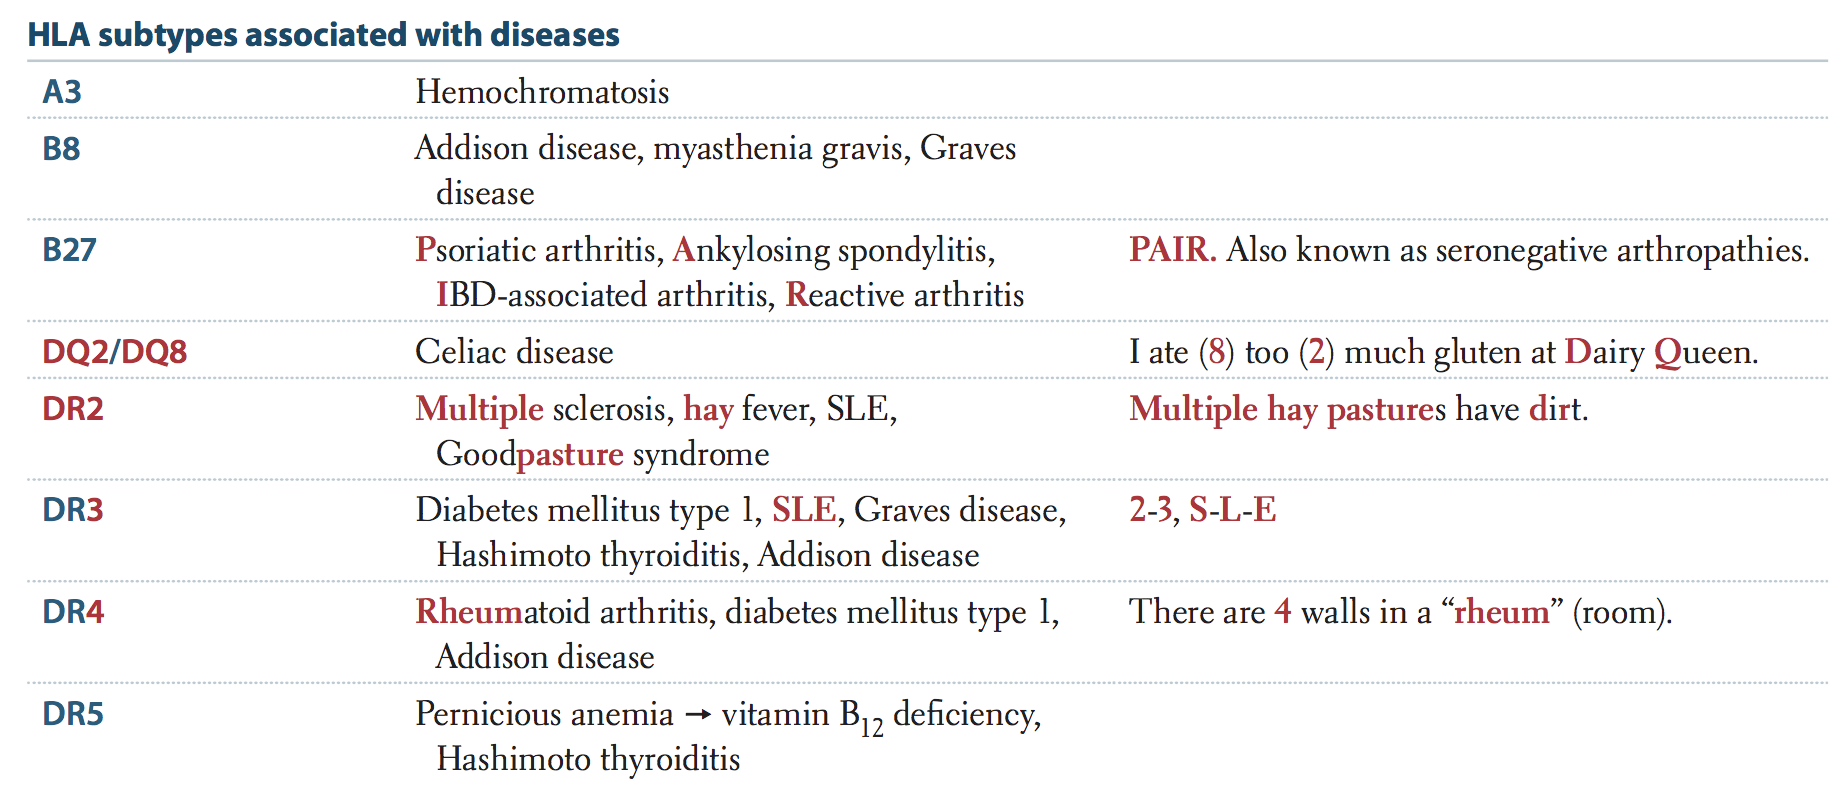 HLA subtypes associated with diseases
A3 Hemochromatosis
B8 Addison disease, myasthenia gravis, Graves
disease
B27 Psoriatic arthritis, Ankylosing spondylitis, PAIR. Also known as seronegative arthropathies.
IBD-associated arthritis, Reactive arthritis
DQ2/DQ8 Celiac disease I ate (8) too (2) much gluten at Dairy Queen.
DR2 Multiple sclerosis, hay fever, SLE, Multiple hay pastures have dirt.
Goodpasture syndrome
DR3 Diabetes mellitus type 1, SLE, Graves disease, 2-3, S-L-E
Hashimoto thyroiditis, Addison disease
DR4 Rheumatoid arthritis, diabetes mellitus type 1, There are 4 walls in a “rheum” (room).
Addison disease
DR5 Pernicious anemia → vitamin B12 deficiency,
Hashimoto thyroiditis